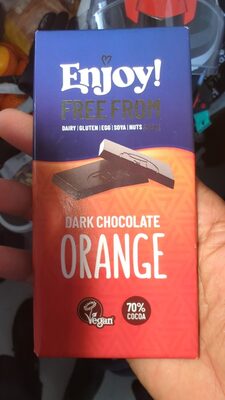 Enjoy!
FREE FROM
DAIRY | GLUTEN | EGG | SOYA | NUTS
DARK CHOCOLATE
ORANGE
Vegan
70%
COCOA